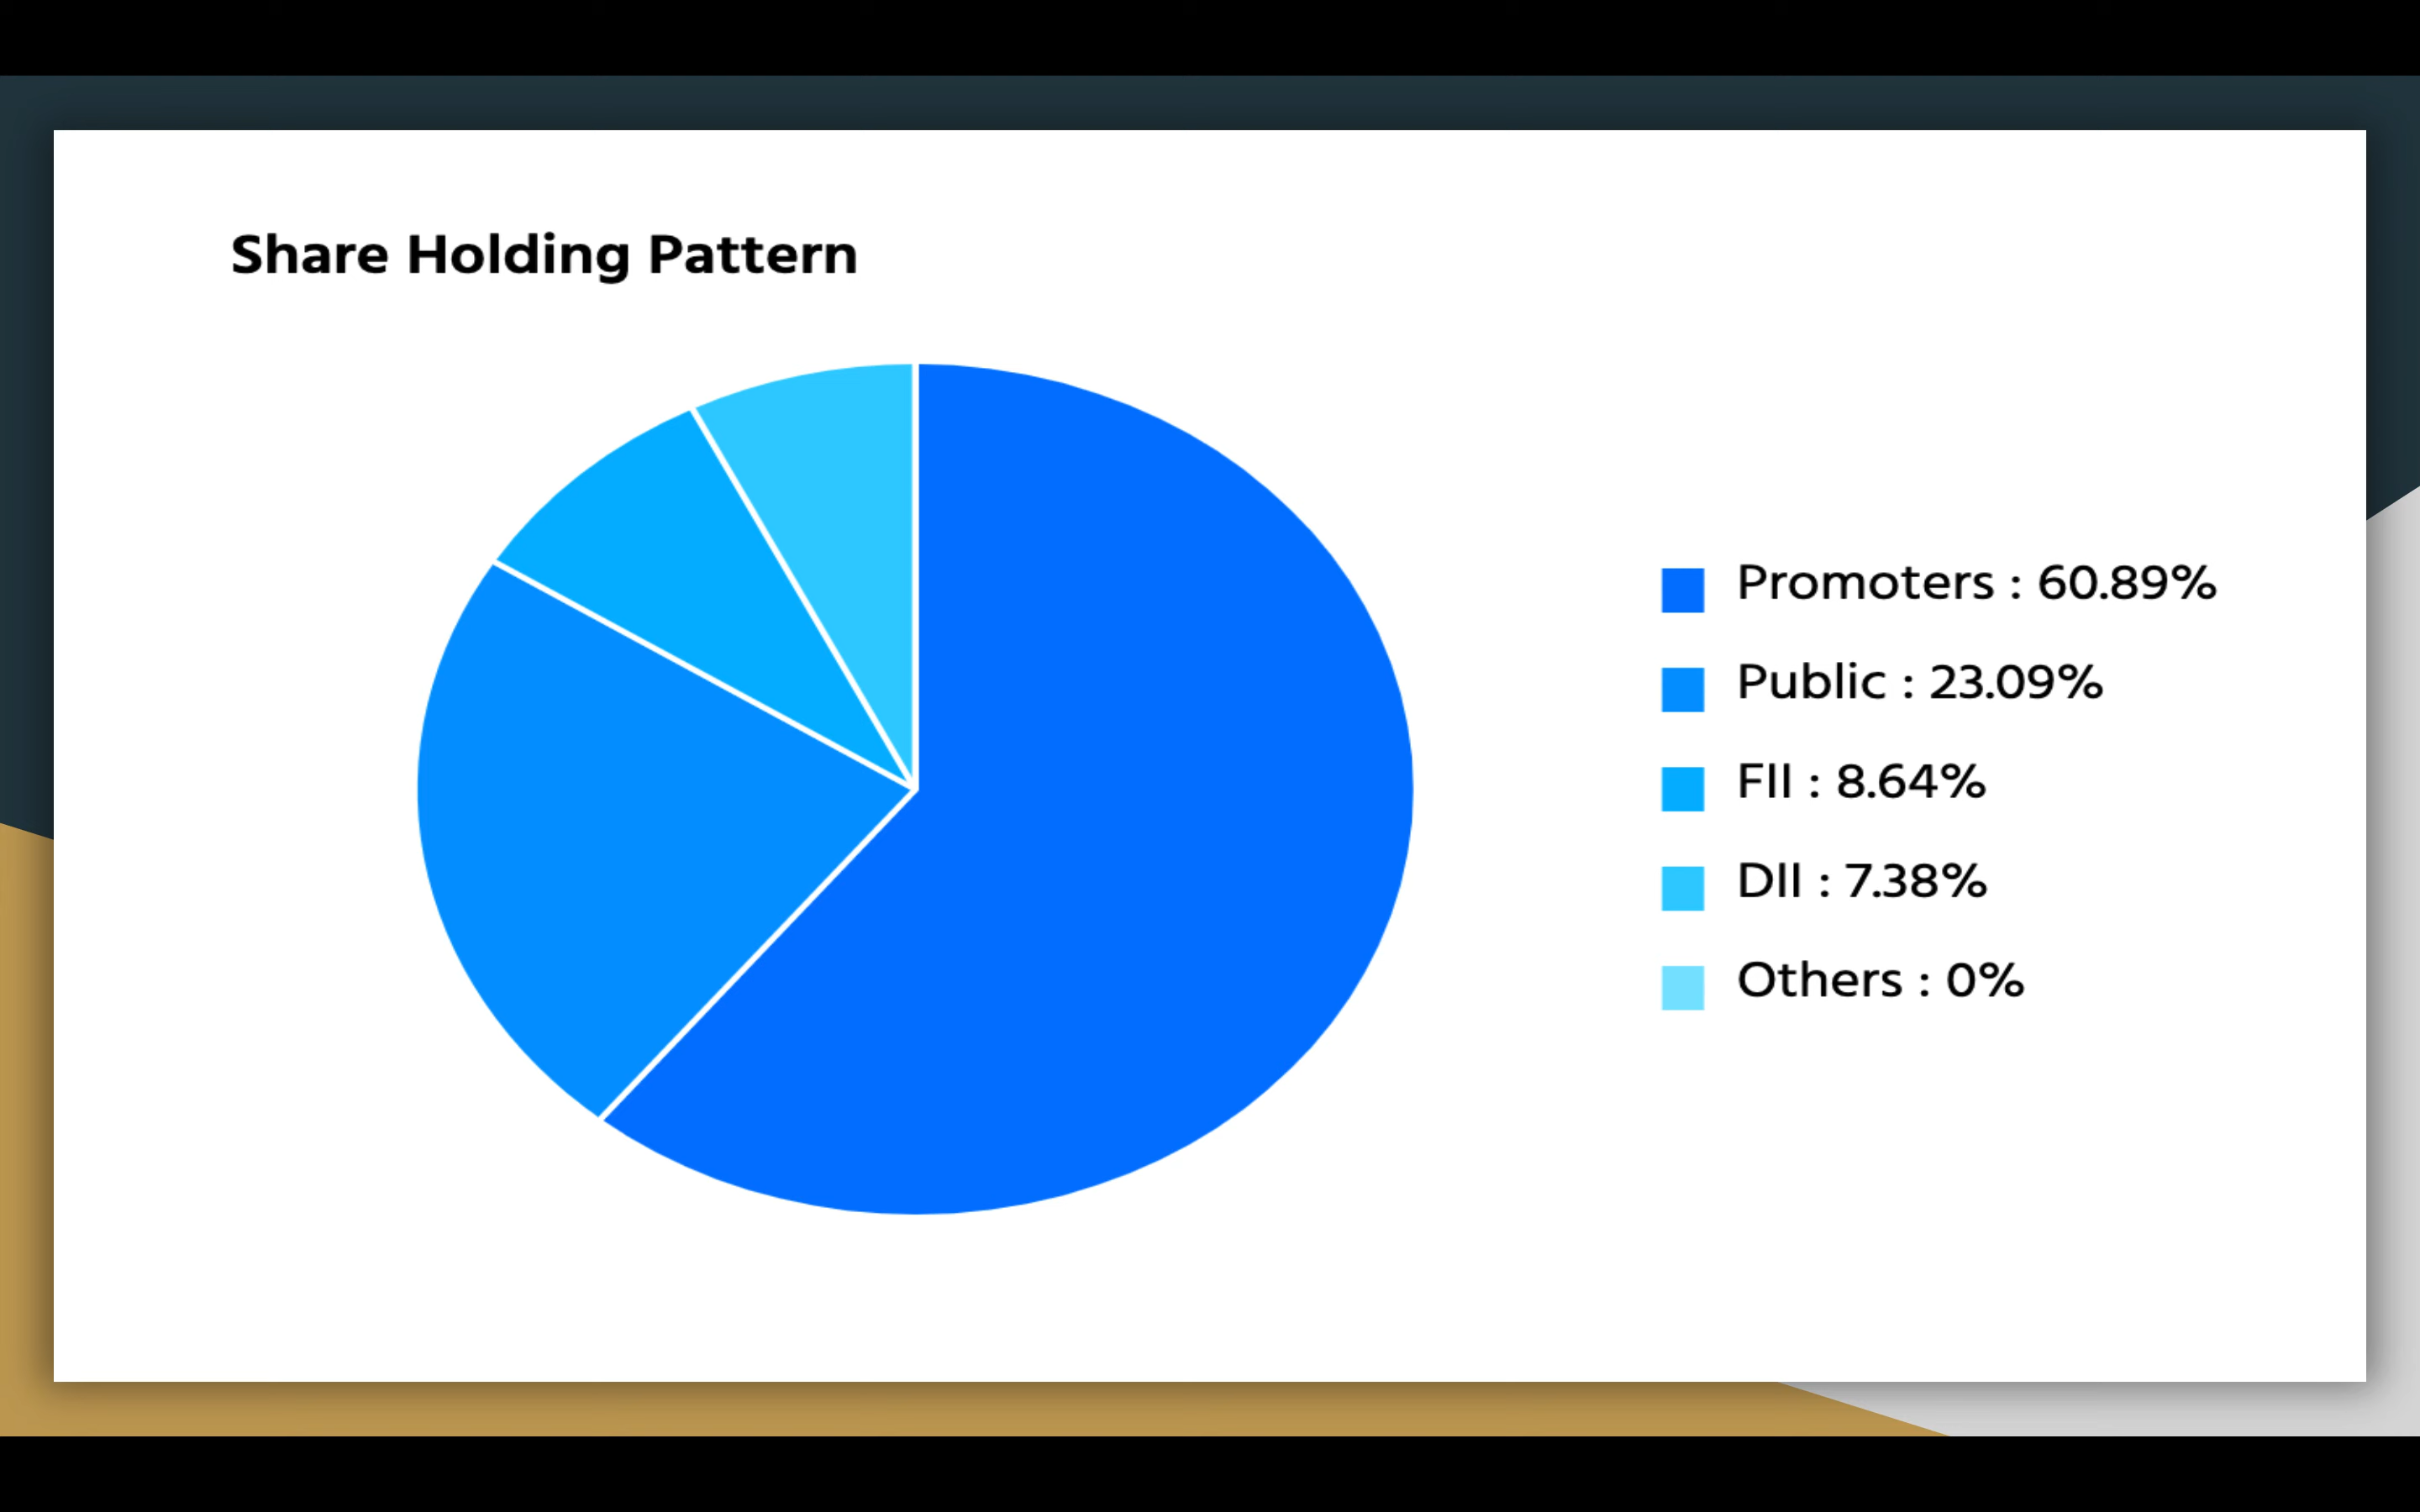 Share Holding Pattern
Promoters : 60.89%
Public : 23.09%
FII : 8.64%
DII : 7.38%
Others : 0%